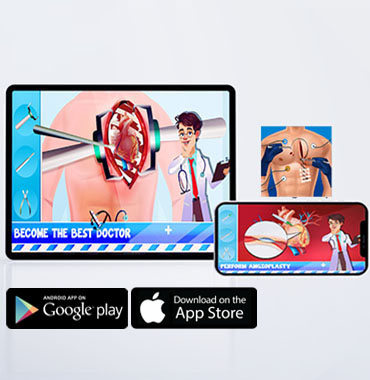 BECOME THE BEST DOCTOR
PERFORM ANGIOPLASTY
ANDROID APP ON
Google play
Download on the
App Store